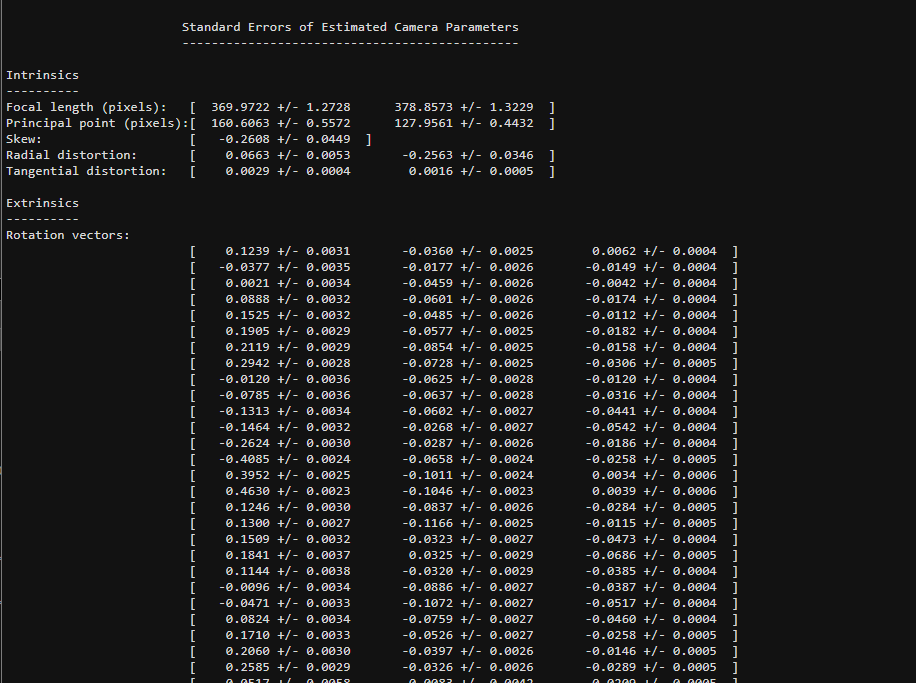 Standard Errors of Estimated Camera Parameters
----------------------------------------------
Intrinsics
----------
Focal length (pixels):   [  369.9722 +/- 1.2728      378.8573 +/- 1.3229  ]
Principal point (pixels):[  160.6063 +/- 0.5572      127.9561 +/- 0.4432  ]
Skew:                    [   -0.2608 +/- 0.0449  ]
Radial distortion:       [    0.0663 +/- 0.0053       -0.2563 +/- 0.0346  ]
Tangential distortion:   [    0.0029 +/- 0.0004        0.0016 +/- 0.0005  ]
Extrinsics
----------
Rotation vectors:
[    0.1239 +/- 0.0031       -0.0360 +/- 0.0025        0.0062 +/- 0.0004  ]
[   -0.0377 +/- 0.0035       -0.0177 +/- 0.0026       -0.0149 +/- 0.0004  ]
[    0.0021 +/- 0.0034       -0.0459 +/- 0.0026       -0.0042 +/- 0.0004  ]
[    0.0888 +/- 0.0032       -0.0601 +/- 0.0026       -0.0174 +/- 0.0004  ]
[    0.1525 +/- 0.0032       -0.0486 +/- 0.0026       -0.0112 +/- 0.0004  ]
[    0.1905 +/- 0.0029       -0.0577 +/- 0.0025       -0.0182 +/- 0.0004  ]
[    0.2119 +/- 0.0029       -0.0854 +/- 0.0025       -0.0158 +/- 0.0004  ]
[    0.2942 +/- 0.0028       -0.0728 +/- 0.0025       -0.0306 +/- 0.0005  ]
[   -0.0120 +/- 0.0036       -0.0625 +/- 0.0028       -0.0120 +/- 0.0004  ]
[   -0.0785 +/- 0.0036       -0.0637 +/- 0.0028       -0.0316 +/- 0.0004  ]
[   -0.1313 +/- 0.0034       -0.0602 +/- 0.0027       -0.0441 +/- 0.0004  ]
[   -0.1464 +/- 0.0032       -0.0268 +/- 0.0027       -0.0542 +/- 0.0004  ]
[   -0.2624 +/- 0.0030       -0.0287 +/- 0.0026       -0.0186 +/- 0.0004  ]
[   -0.4085 +/- 0.0024       -0.0658 +/- 0.0024       -0.0258 +/- 0.0005  ]
[    0.3952 +/- 0.0025       -0.1011 +/- 0.0024        0.0034 +/- 0.0006  ]
[    0.4630 +/- 0.0023       -0.1046 +/- 0.0023        0.0039 +/- 0.0006  ]
[    0.1246 +/- 0.0030       -0.0837 +/- 0.0026       -0.0284 +/- 0.0005  ]
[    0.1300 +/- 0.0027       -0.1166 +/- 0.0025       -0.0115 +/- 0.0005  ]
[    0.1509 +/- 0.0032       -0.0323 +/- 0.0027       -0.0473 +/- 0.0004  ]
[    0.1841 +/- 0.0037        0.0325 +/- 0.0029       -0.0686 +/- 0.0005  ]
[    0.1144 +/- 0.0038       -0.0320 +/- 0.0029       -0.0385 +/- 0.0004  ]
[   -0.0096 +/- 0.0034       -0.0886 +/- 0.0027       -0.0387 +/- 0.0004  ]
[   -0.0471 +/- 0.0033       -0.1072 +/- 0.0027       -0.0517 +/- 0.0004  ]
[    0.0824 +/- 0.0034       -0.0759 +/- 0.0027       -0.0460 +/- 0.0004  ]
[    0.1710 +/- 0.0033       -0.0526 +/- 0.0027       -0.0258 +/- 0.0005  ]
[    0.2060 +/- 0.0030       -0.0397 +/- 0.0026       -0.0146 +/- 0.0005  ]
[    0.2585 +/- 0.0029       -0.0326 +/- 0.0026       -0.0289 +/- 0.0005  ]